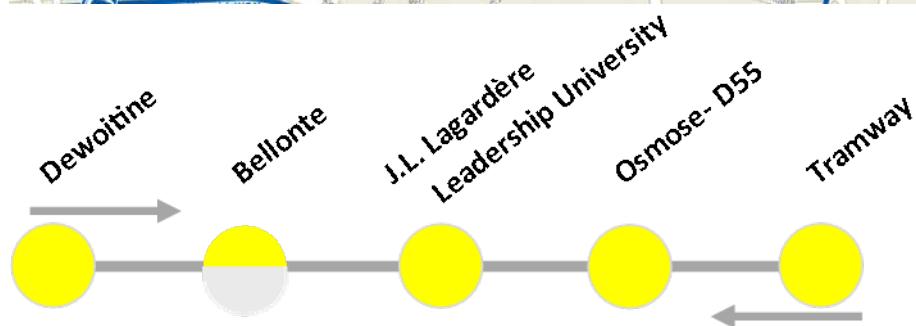 Dewoitine
Bellonte
J.L. Lagardère
Leadership University
Osmose- D55
Tramway